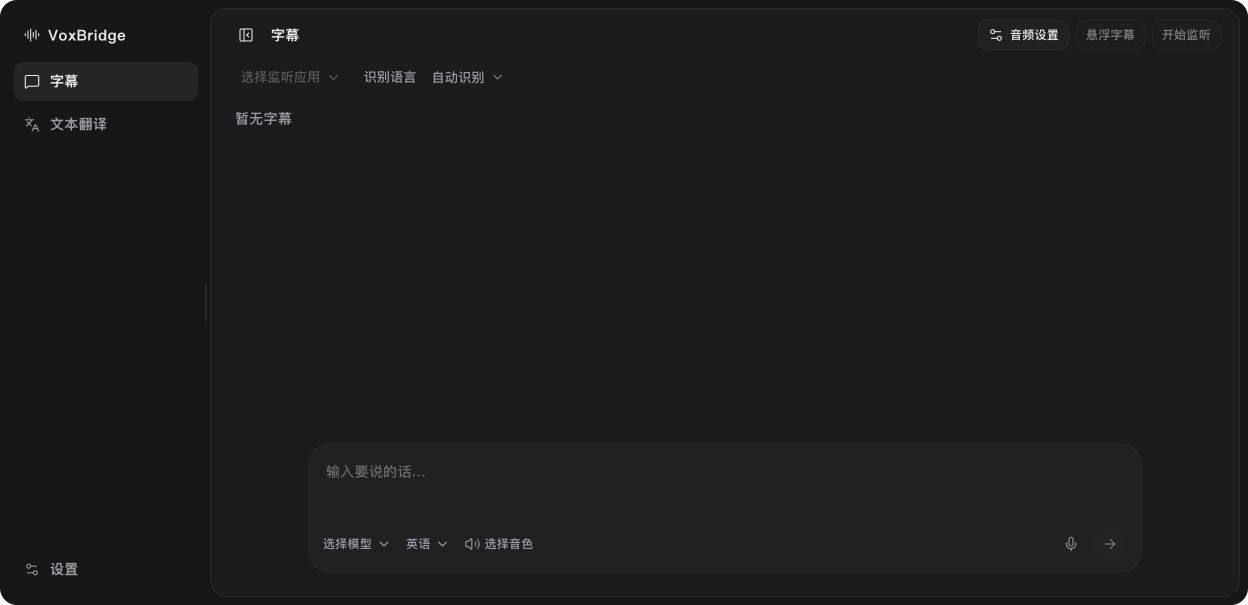 VoxBridge
字幕
文本翻译
设置
字幕
音频设置 悬浮字幕 开始监听
选择监听应用 识别语言 自动识别
暂无字幕
输入要说的话...
选择模型 英语 选择音色